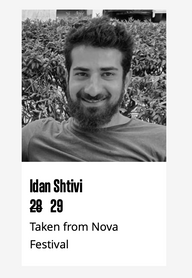 Idan Shtivi
28 29
Taken from Nova
Festival